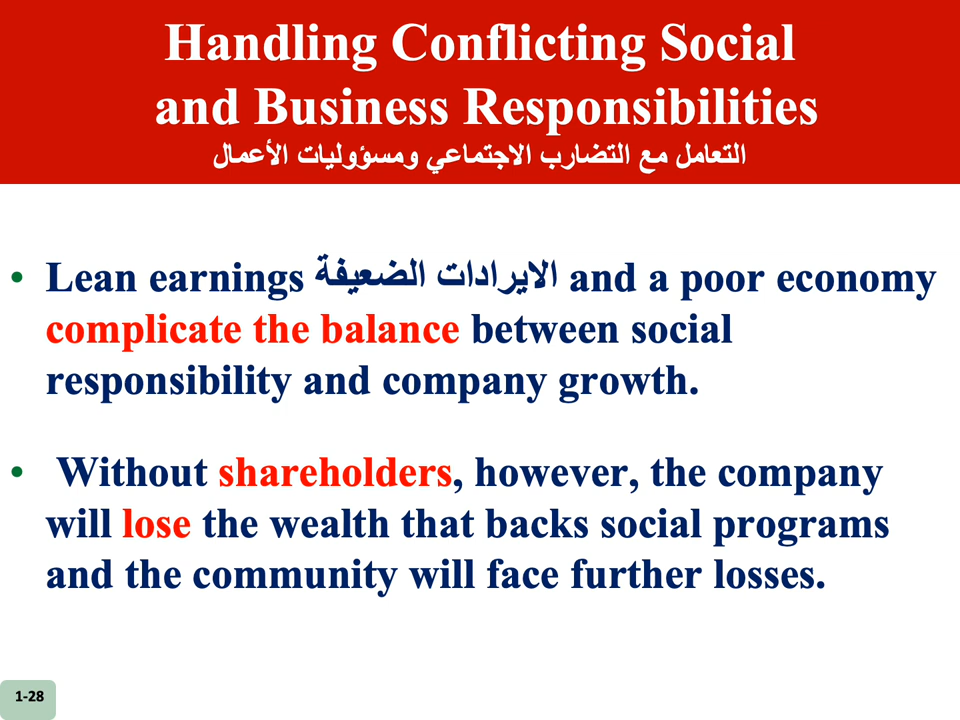 Handling Conflicting Social
and Business Responsibilities
التعامل مع التضارب الاجتماعي ومسؤوليات الأعمال
• Lean earnings الايرادات الضعيفة and a poor economy
complicate the balance between social
responsibility and company growth.
• Without shareholders, however, the company
will lose the wealth that backs social programs
and the community will face further losses.
1-28